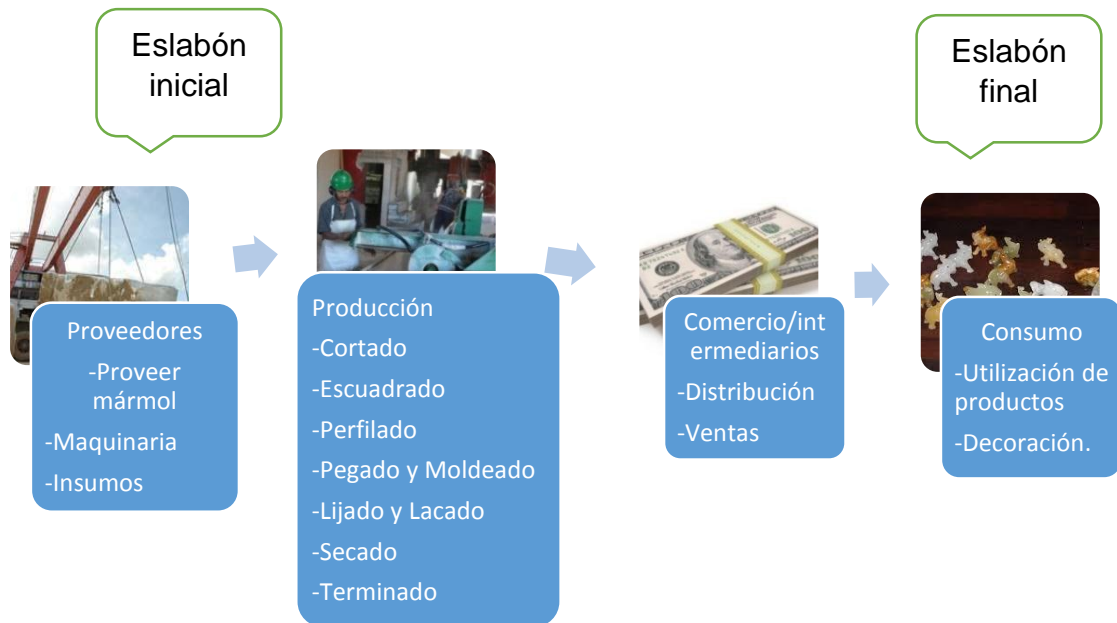 Eslabón
inicial
Eslabón
final
Proveedores
-Proveer
mármol
-Maquinaria
-Insumos
Producción
-Cortado
-Escuadrado
-Perfilado
-Pegado y Moldeado
-Lijado y Lacado
-Secado
-Terminado
Comercio/int
ermediarios
-Distribución
-Ventas
Consumo
-Utilización de
productos
-Decoración.